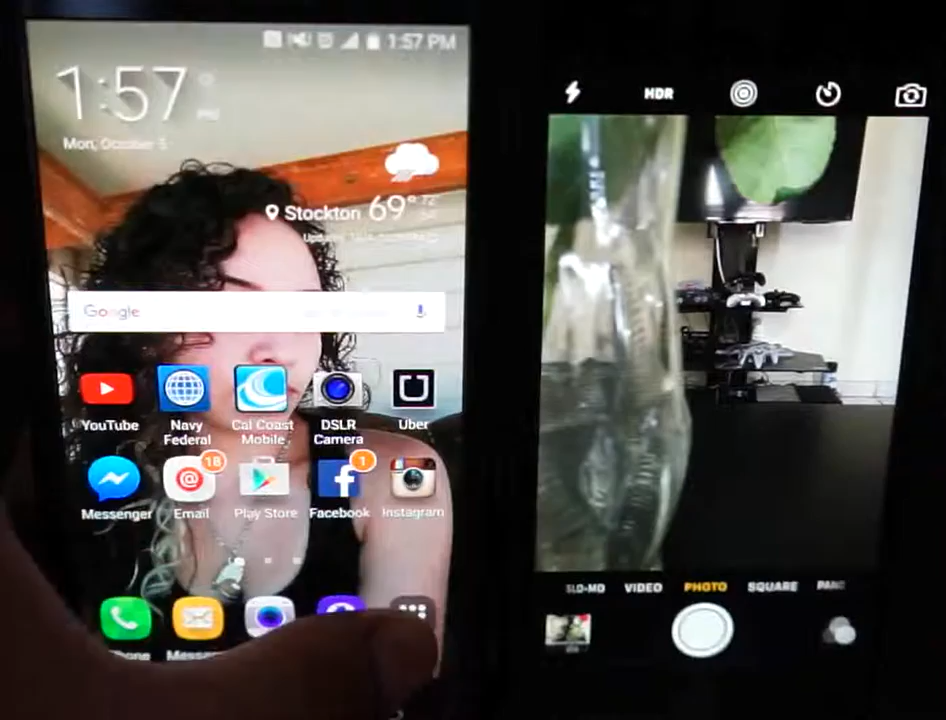 1:57 PM
1:57
PM
Mon, October 5
Stockton 69° 72°
Google
YouTube
Navy
Federal
Cal Coast
Mobile
DSLR
Camera
Uber
18
1
Messenger
Email
Play Store
Facebook
Instagram
HDR
SLO-MO VIDEO PHOTO SQUARE PANO